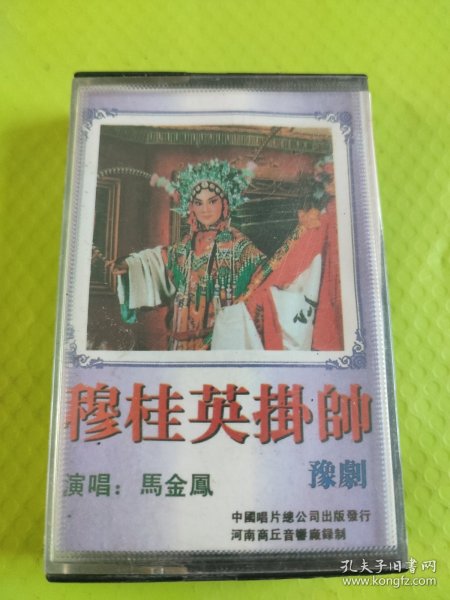 穆桂英掛帥
豫劇
演唱：馬金鳳
中國唱片總公司出版發行
河南商丘音響廠録制
孔夫子旧书网
www.kongfz.com